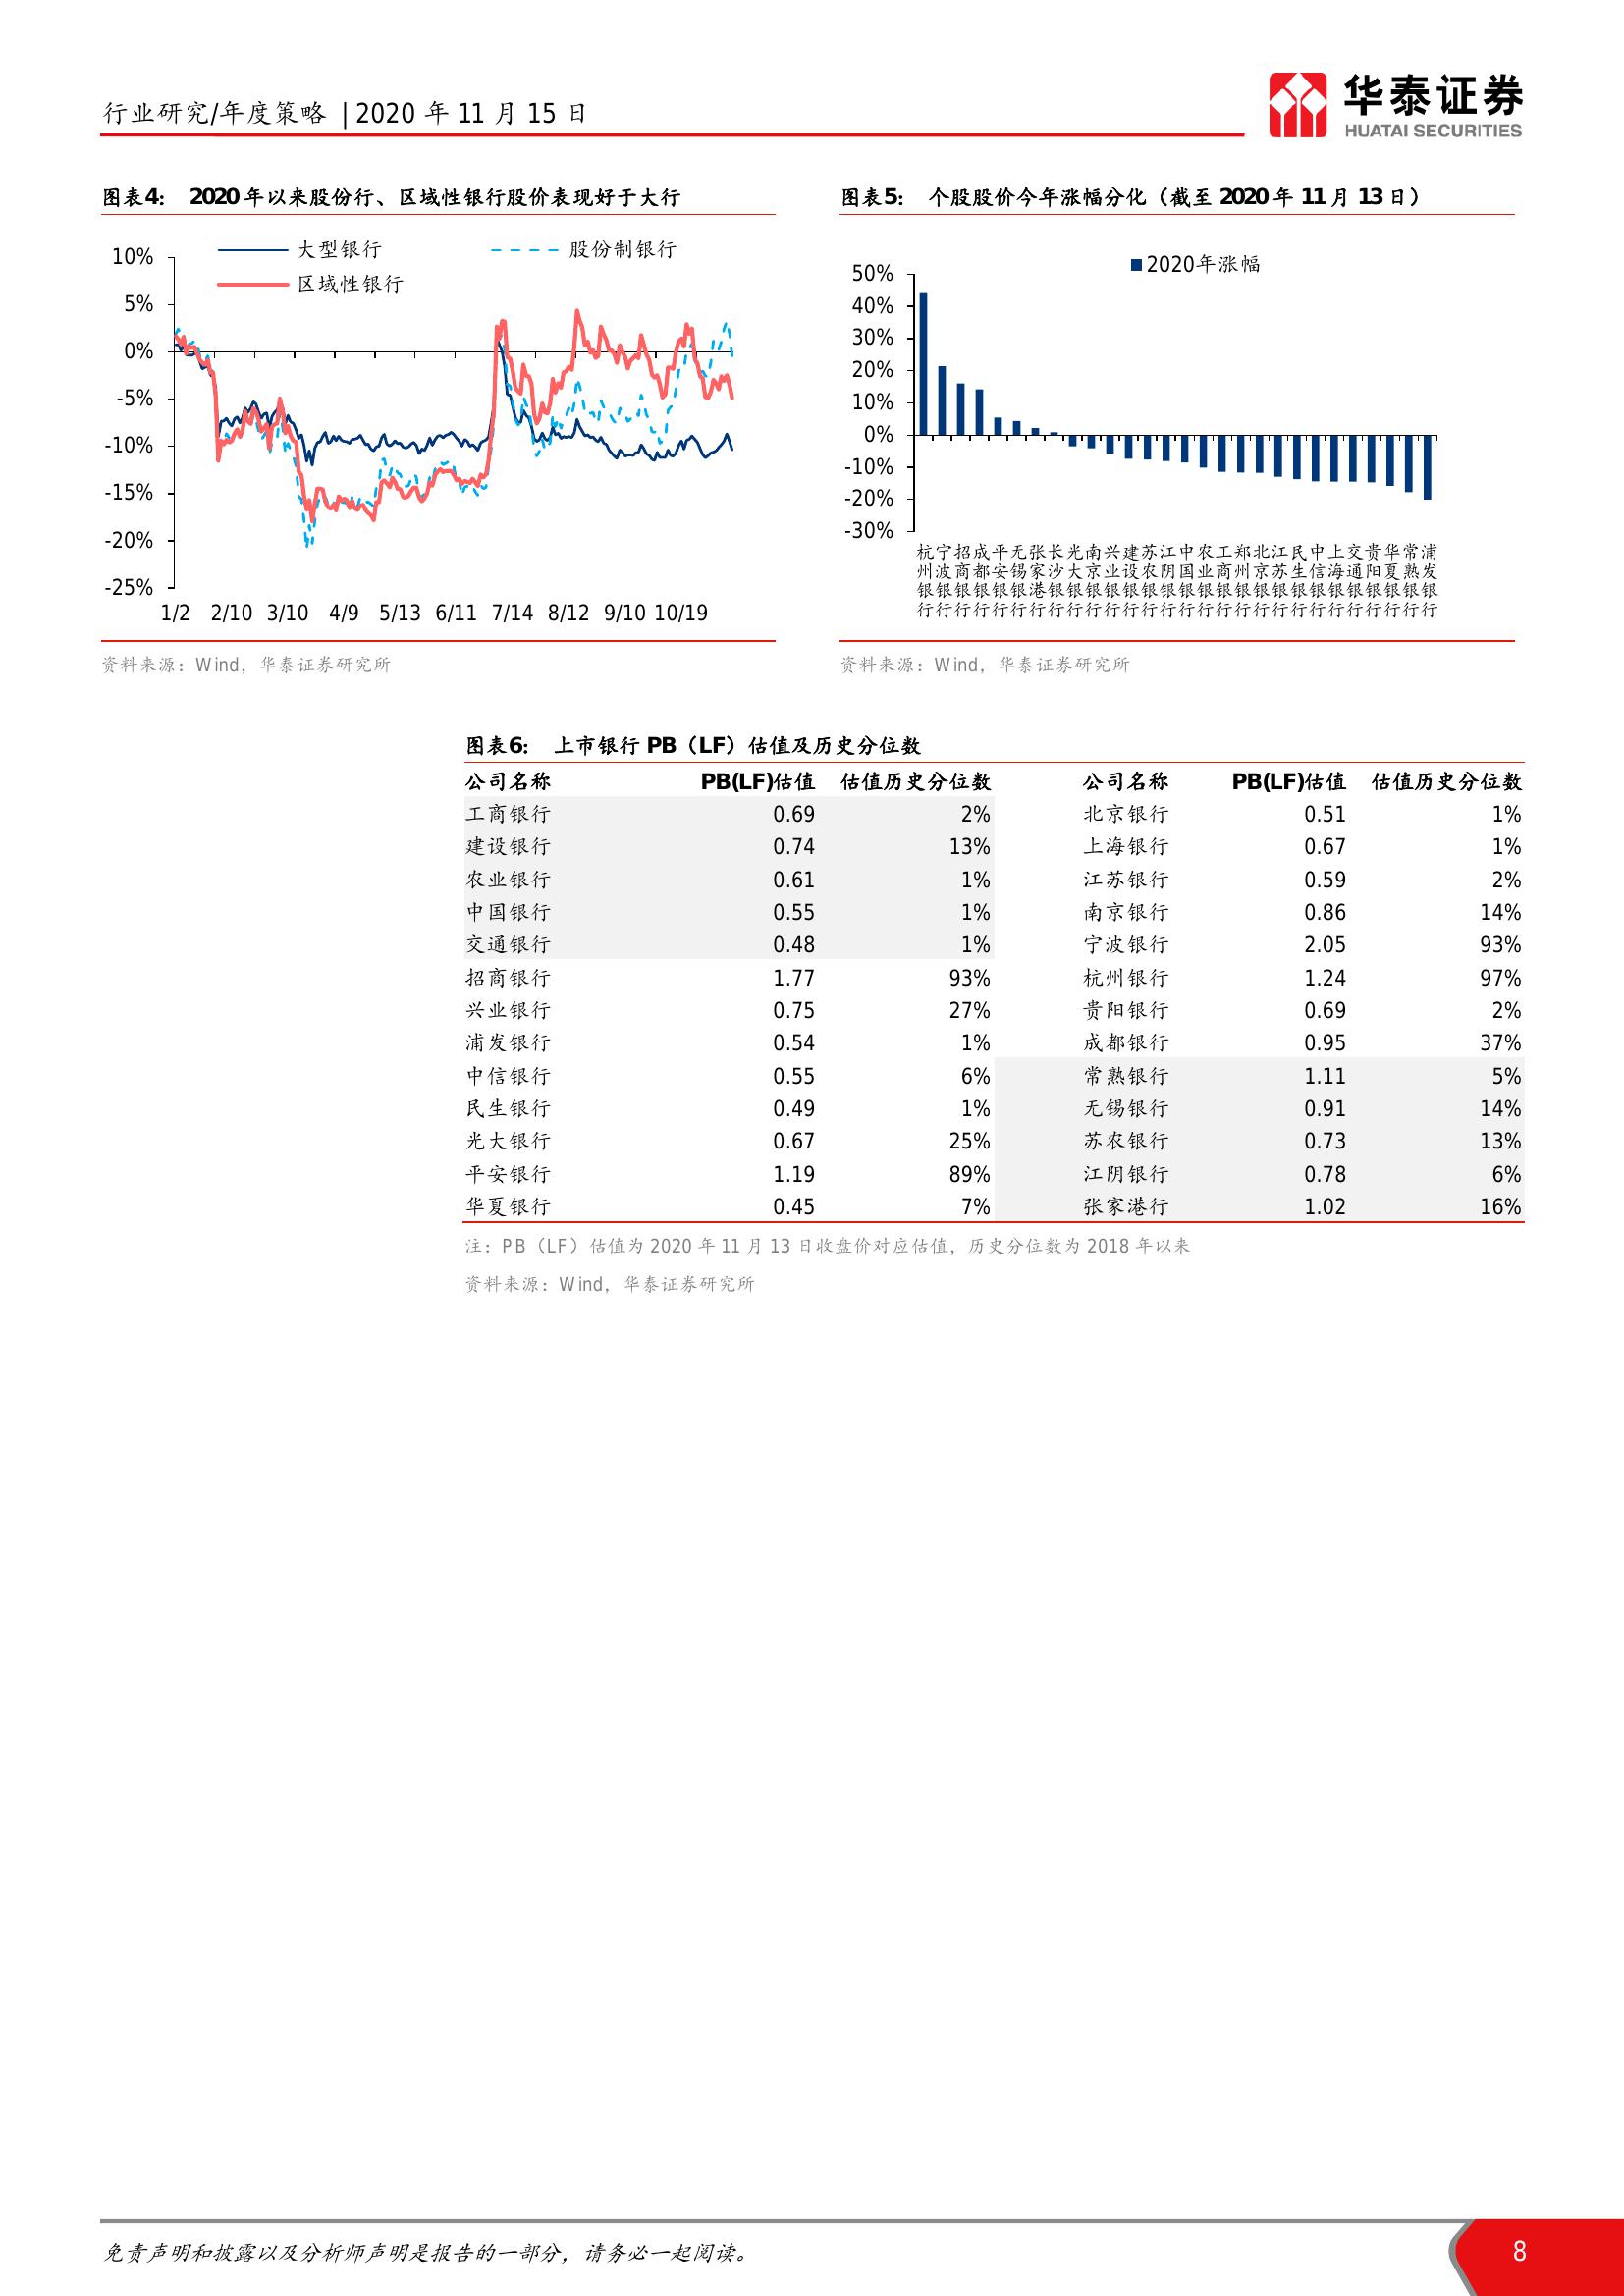 行业研究/年度策略 | 2020 年 11 月 15 日
华泰证券
HUATAI SECURITIES
图表4: 2020 年以来股份行、区域性银行股价表现好于大行
大型银行 股份制银行
区域性银行
10%
5%
0%
-5%
-10%
-15%
-20%
-25%
1/2 2/10 3/10 4/9 5/13 6/11 7/14 8/12 9/10 10/19
资料来源：Wind，华泰证券研究所
图表5: 个股股价今年涨幅分化（截至 2020 年 11 月 13 日）
2020年涨幅
50%
40%
30%
20%
10%
0%
-10%
-20%
-30%
杭宁招成平无张长光南兴建苏江中农工郑北江民中上交贵华常浦
州波商都安锡家沙大京业设农阴国业商州京苏生信海通阳夏熟发
银银银银银银港银银银银银银银银银银银银银银银银银银银银银
行行行行行行行行行行行行行行行行行行行行行行行行行行行行
资料来源：Wind，华泰证券研究所
图表6: 上市银行 PB（LF）估值及历史分位数
公司名称 PB(LF)估值 估值历史分位数 公司名称 PB(LF)估值 估值历史分位数
工商银行 0.69 2% 北京银行 0.51 1%
建设银行 0.74 13% 上海银行 0.67 1%
农业银行 0.61 1% 江苏银行 0.59 2%
中国银行 0.55 1% 南京银行 0.86 14%
交通银行 0.48 1% 宁波银行 2.05 93%
招商银行 1.77 93% 杭州银行 1.24 97%
兴业银行 0.75 27% 贵阳银行 0.69 2%
浦发银行 0.54 1% 成都银行 0.95 37%
中信银行 0.55 6% 常熟银行 1.11 5%
民生银行 0.49 1% 无锡银行 0.91 14%
光大银行 0.67 25% 苏农银行 0.73 13%
平安银行 1.19 89% 江阴银行 0.78 6%
华夏银行 0.45 7% 张家港行 1.02 16%
注：PB（LF）估值为 2020 年 11 月 13 日收盘价对应估值，历史分位数为 2018 年以来
资料来源：Wind，华泰证券研究所
免责声明和披露以及分析师声明是报告的一部分，请务必一起阅读。
8